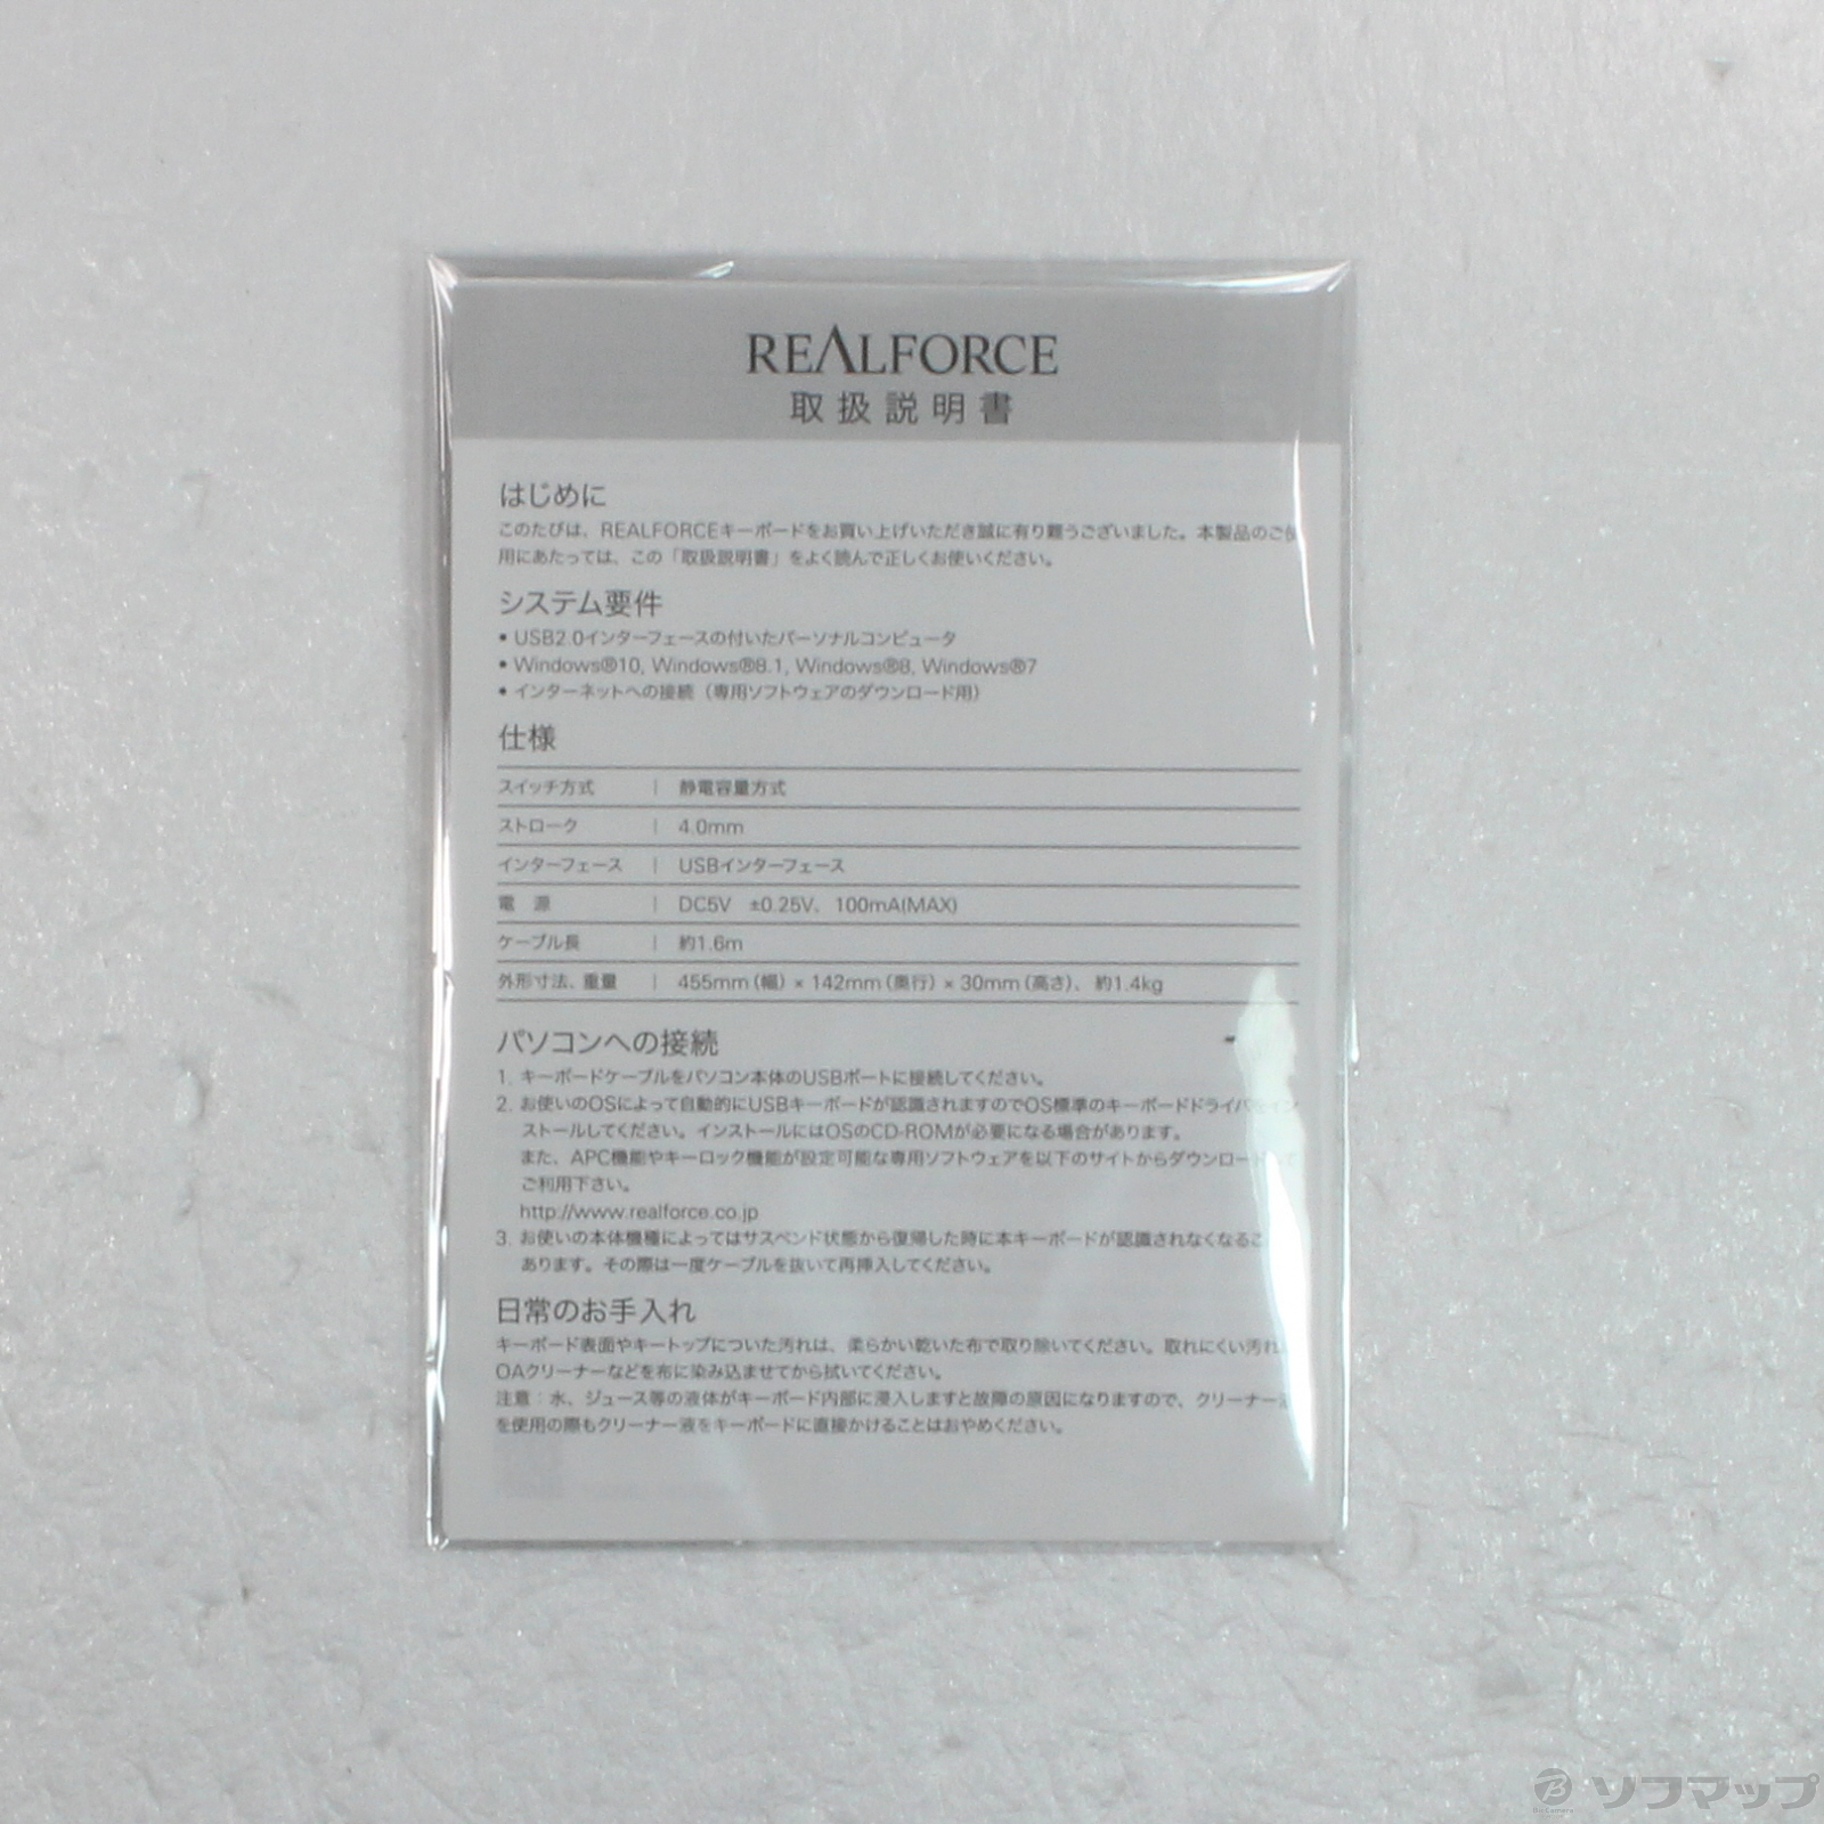 REALFORCE
取扱説明書
はじめに
このたびは、REALFORCEキーボードをお買い上げいただき誠に有り難うございました。本製品のご使
用にあたっては、この「取扱説明書」をよく読んで正しくお使いください。
システム要件
• USB2.0インターフェースの付いたパーソナルコンピュータ
• Windows®10, Windows®8.1, Windows®8, Windows®7
• インターネットへの接続（専用ソフトウェアのダウンロード用）
仕様
スイッチ方式 | 静電容量方式
ストローク | 4.0mm
インターフェース | USBインターフェース
電 源 | DC5V ±0.25V、100mA(MAX)
ケーブル長 | 約1.6m
外形寸法、重量 | 455mm（幅）× 142mm（奥行）× 30mm（高さ）、約1.4kg
パソコンへの接続
1. キーボードケーブルをパソコン本体のUSBポートに接続してください。
2. お使いのOSによって自動的にUSBキーボードが認識されますのでOS標準のキーボードドライバをイン
ストールしてください。インストールにはOSのCD-ROMが必要になる場合があります。
また、APC機能やキーロック機能が設定可能な専用ソフトウェアを以下のサイトからダウンロードして
ご利用下さい。
http://www.realforce.co.jp
3. お使いの本体機種によってはサスペンド状態から復帰した時に本キーボードが認識されなくなるこ
あります。その際は一度ケーブルを抜いて再挿入してください。
日常のお手入れ
キーボード表面やキートップについた汚れは、柔らかい乾いた布で取り除いてください。取れにくい汚れ
OAクリーナーなどを布に染み込ませてから拭いてください。
注意：水、ジュース等の液体がキーボード内部に浸入しますと故障の原因になりますので、クリーナー液
を使用の際もクリーナー液をキーボードに直接かけることはおやめください。
BicCamera
ソフマップ